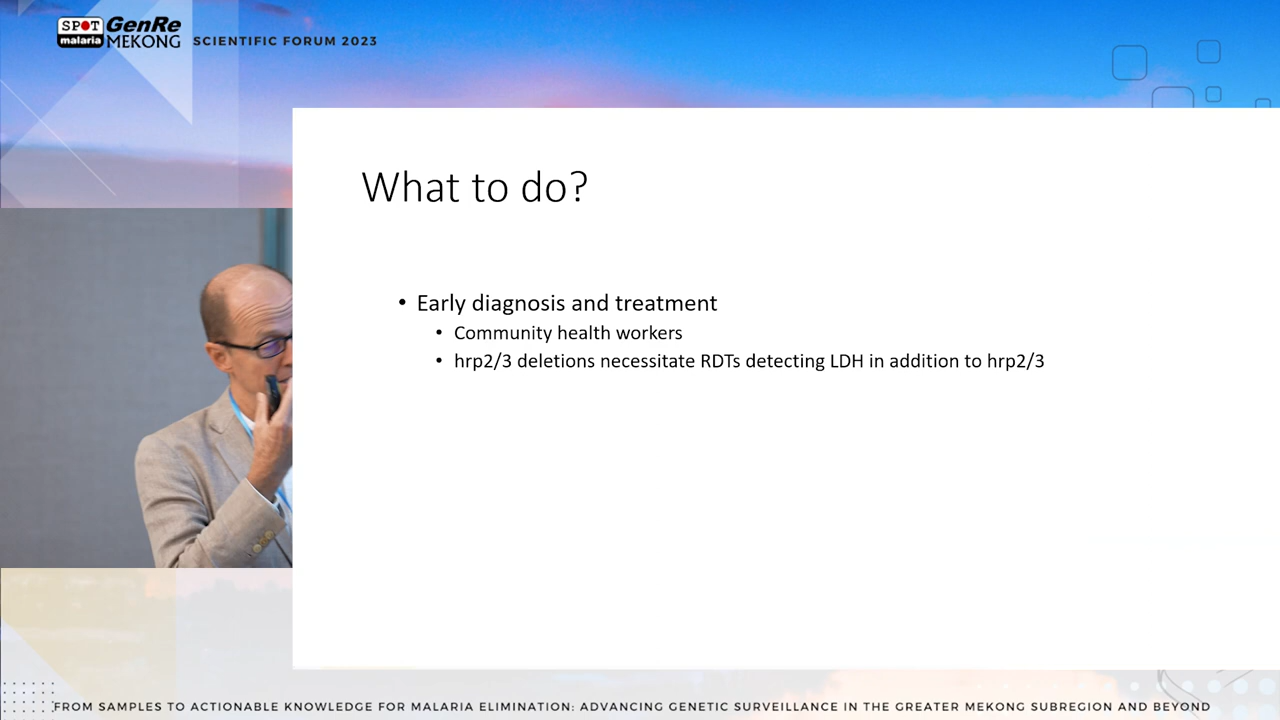 SPOT
malaria
GenRe
MEKONG
SCIENTIFIC FORUM 2023
What to do?
• Early diagnosis and treatment
• Community health workers
• hrp2/3 deletions necessitate RDTs detecting LDH in addition to hrp2/3
FROM SAMPLES TO ACTIONABLE KNOWLEDGE FOR MALARIA ELIMINATION: ADVANCING GENETIC SURVEILLANCE IN THE GREATER MEKONG SUBREGION AND BEYOND